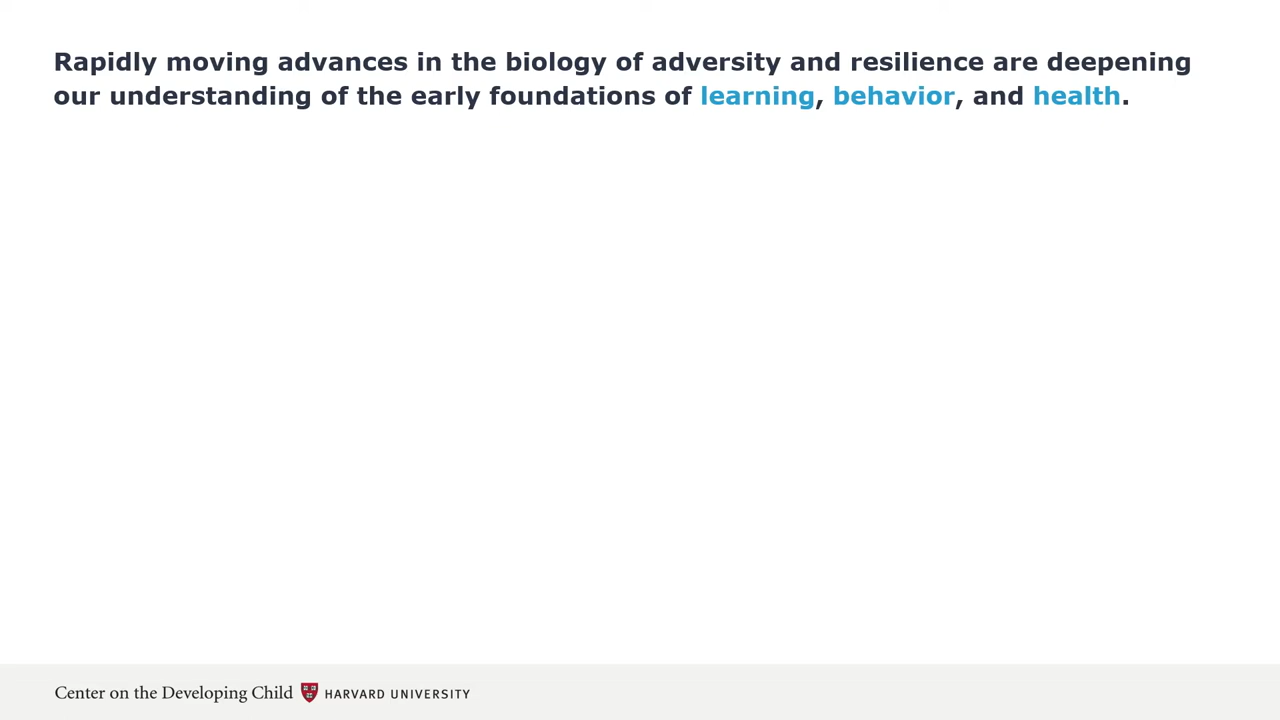 Rapidly moving advances in the biology of adversity and resilience are deepening
our understanding of the early foundations of learning, behavior, and health.
Center on the Developing Child HARVARD UNIVERSITY